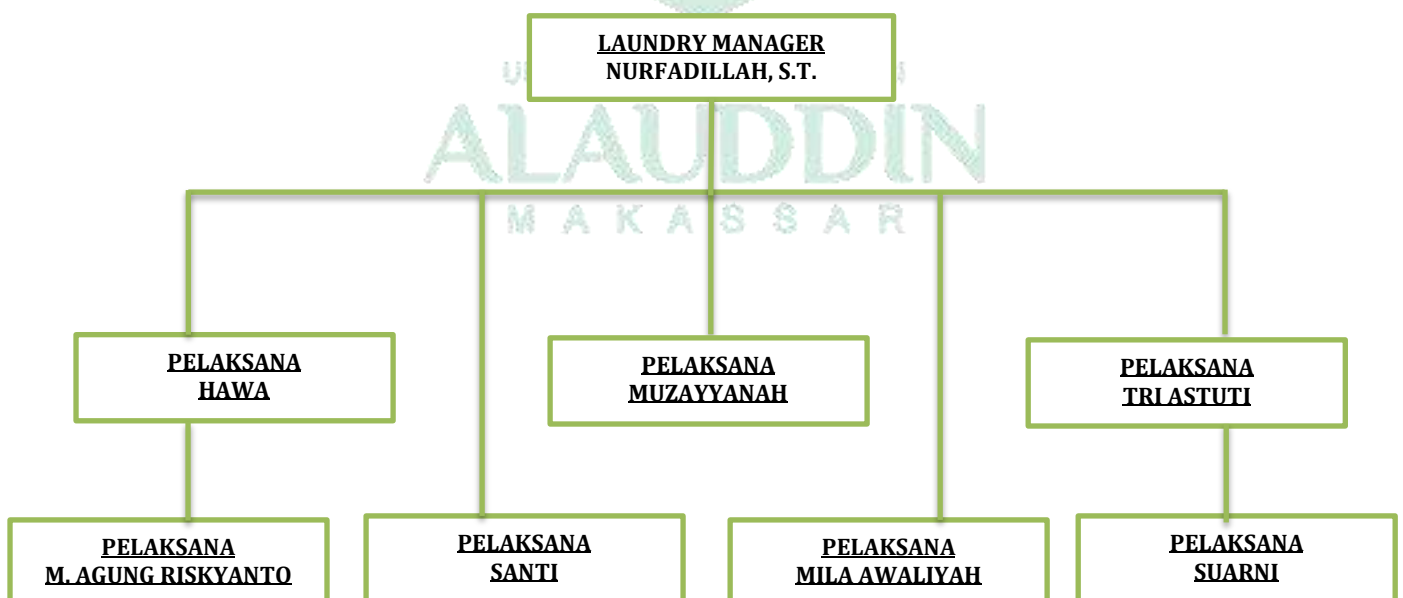 LAUNDRY MANAGER
NURFADILLAH, S.T.
ALAUDDIN
MAKASSAR
PELAKSANA
HAWA
PELAKSANA
MUZAYYANAH
PELAKSANA
TRI ASTUTI
PELAKSANA
M. AGUNG RISKYANTO
PELAKSANA
SANTI
PELAKSANA
MILA AWALIYAH
PELAKSANA
SUARNI